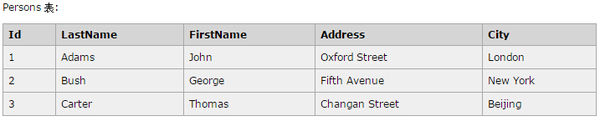 Persons 表:
Id LastName FirstName Address City
1 Adams John Oxford Street London
2 Bush George Fifth Avenue New York
3 Carter Thomas Changan Street Beijing